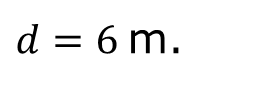 d = 6 m.